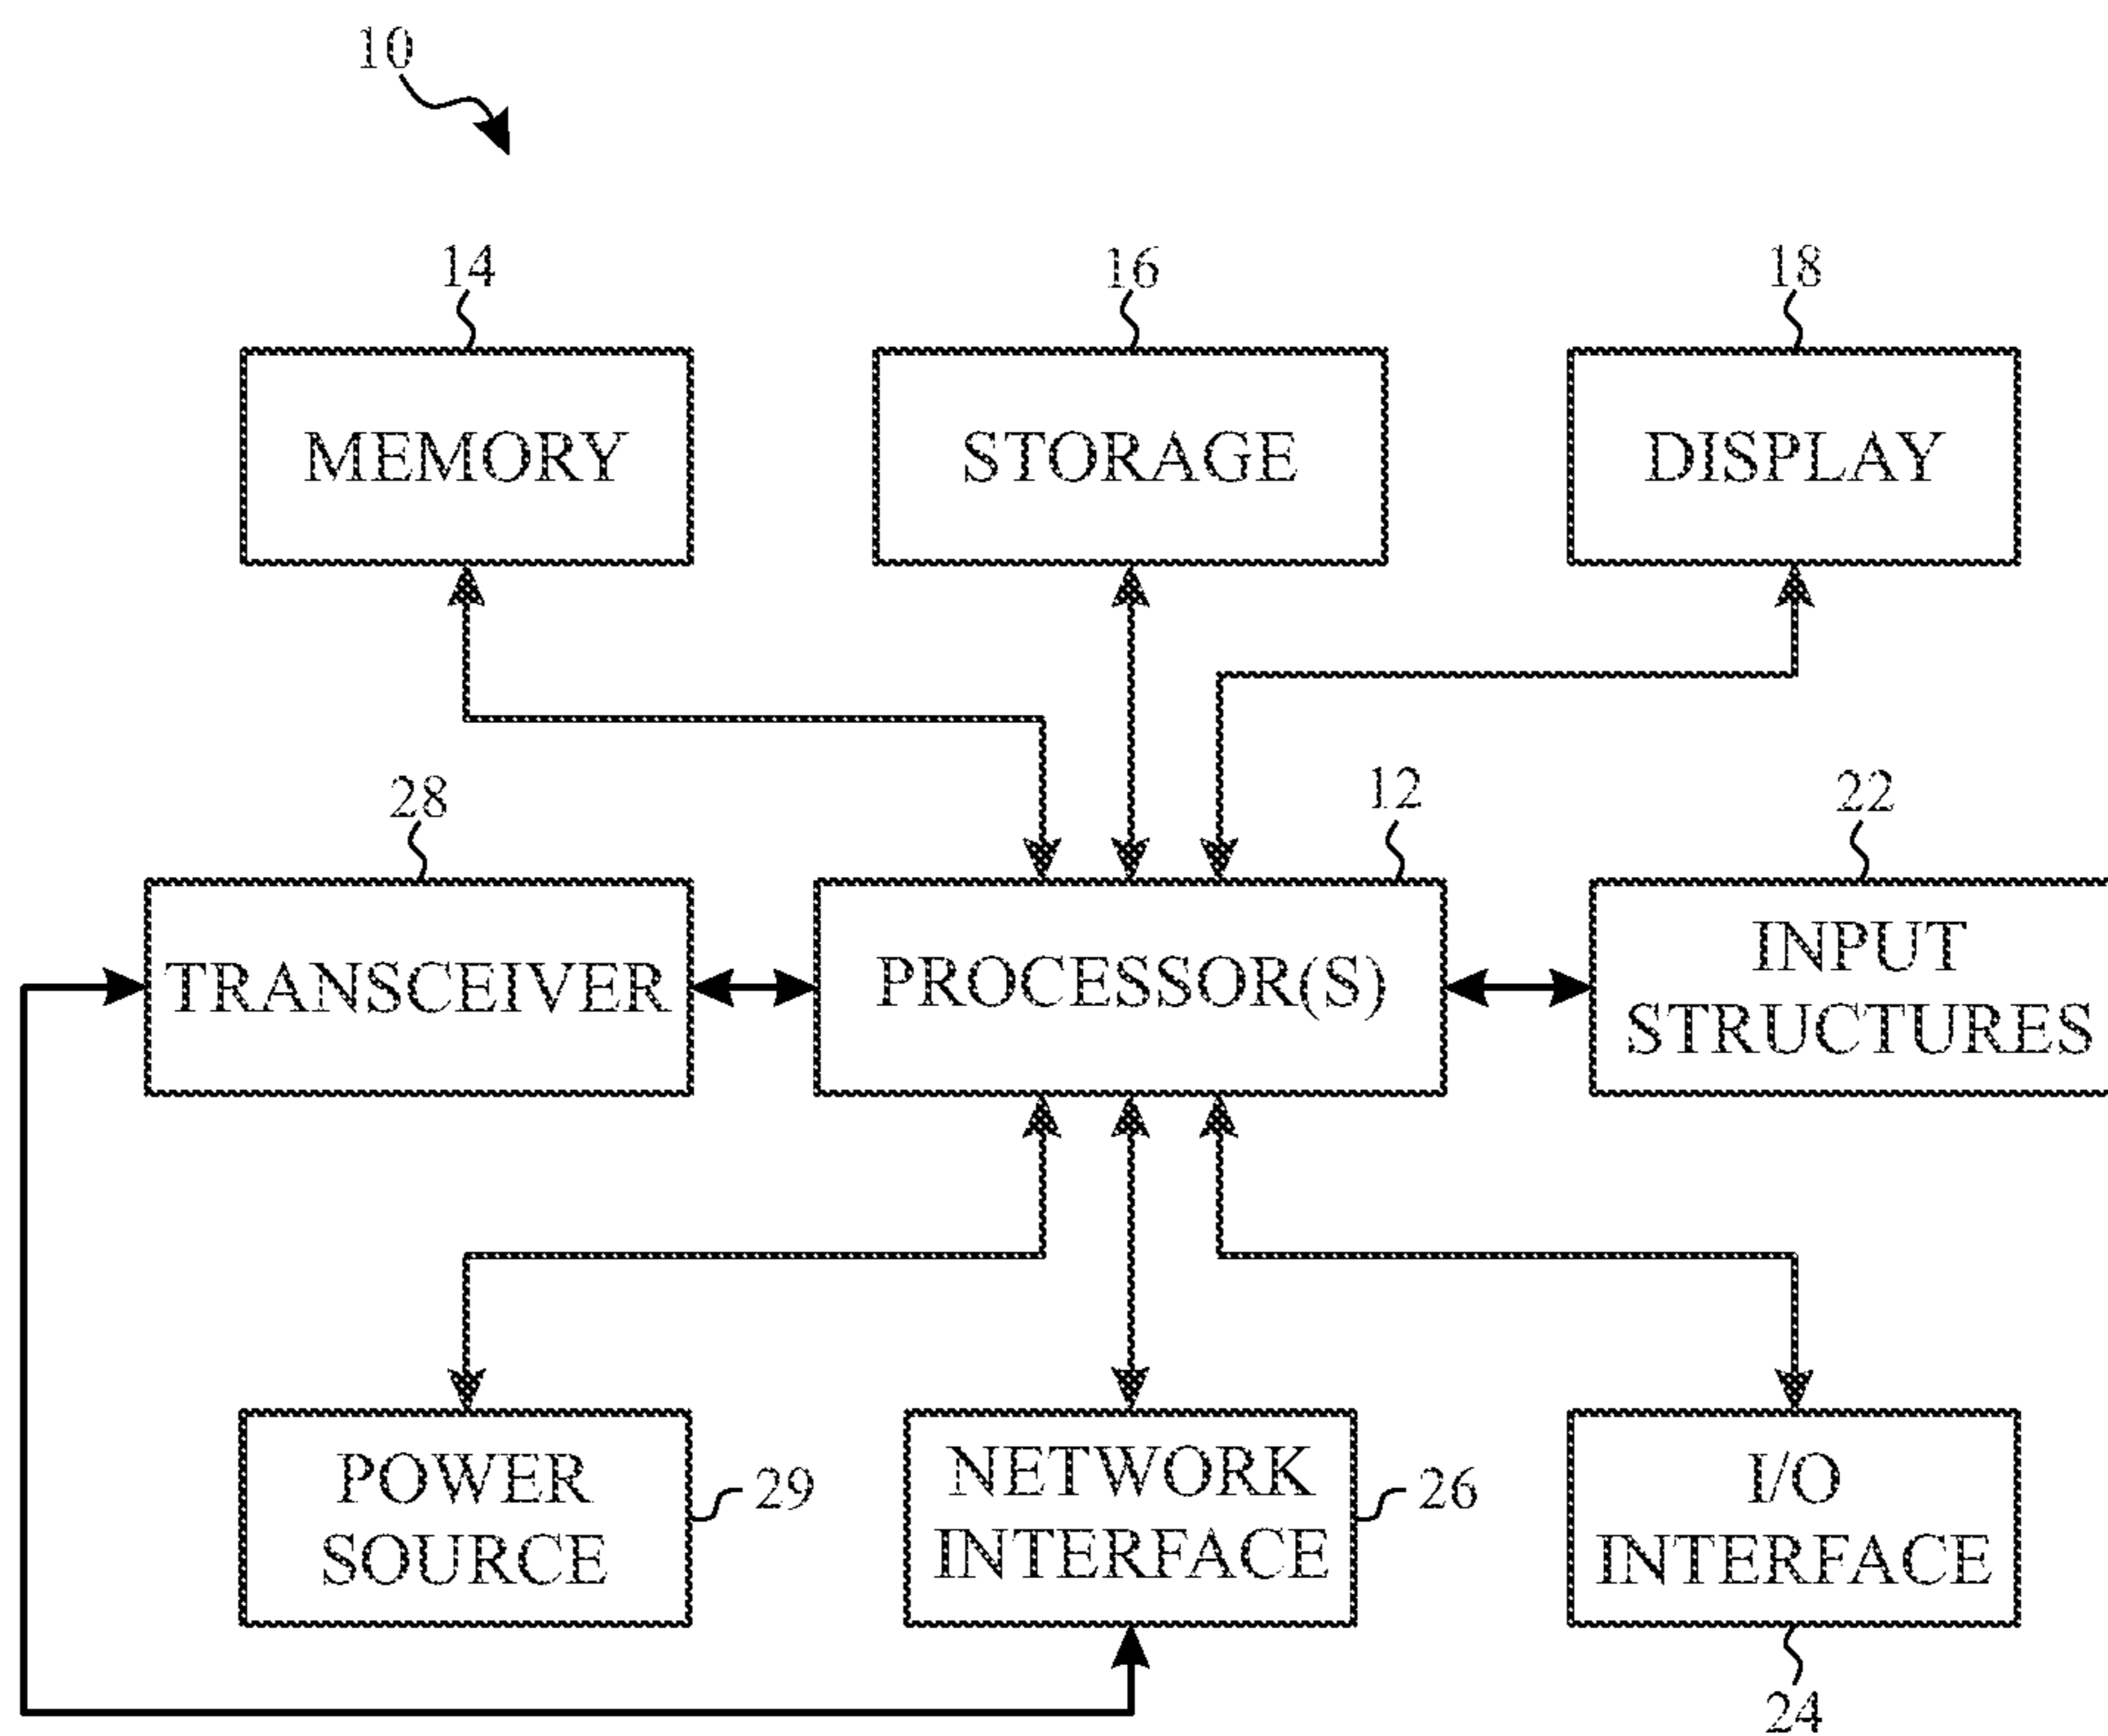 10
14
16
18
MEMORY
STORAGE
DISPLAY
28
12
22
TRANSCEIVER
PROCESSOR(S)
INPUT
STRUCTURES
POWER
SOURCE
29
NETWORK
INTERFACE
26
I/O
INTERFACE
24